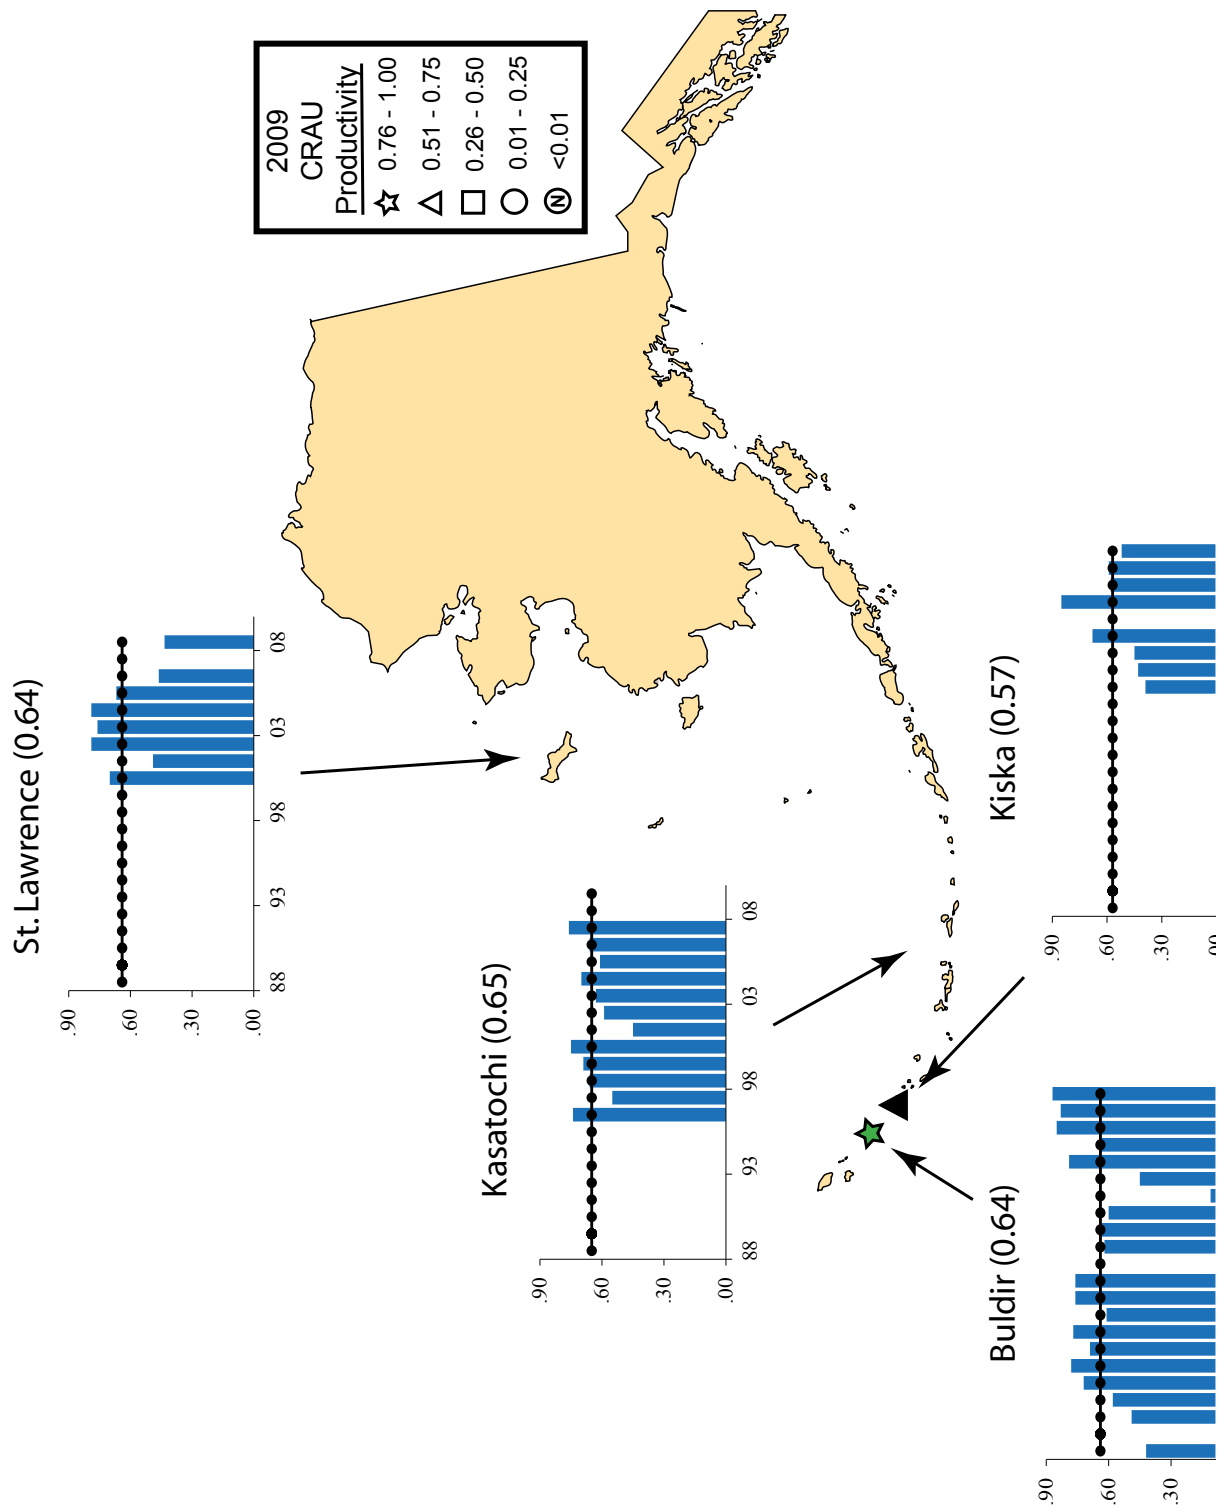 St. Lawrence (0.64)
.90
.60
.30
.00
88 93 98 03 08
2009
CRAU
Productivity
0.76 - 1.00
0.51 - 0.75
0.26 - 0.50
0.01 - 0.25
N <0.01
Kasatochi (0.65)
.90
.60
.30
.00
88 93 98 03 08
Buldir (0.64)
.90
.60
.30
Kiska (0.57)
.90
.60
.30